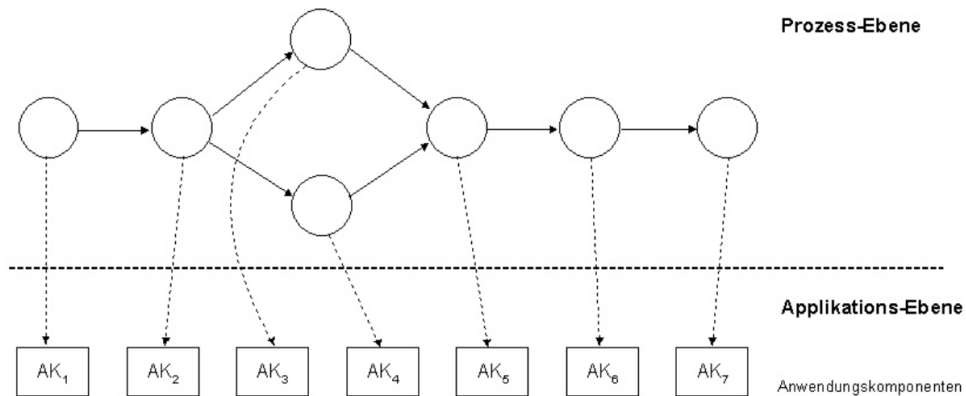 Prozess-Ebene
Applikations-Ebene
AK₁ AK₂ AK₃ AK₄ AK₅ AK₆ AK₇
Anwendungskomponenten